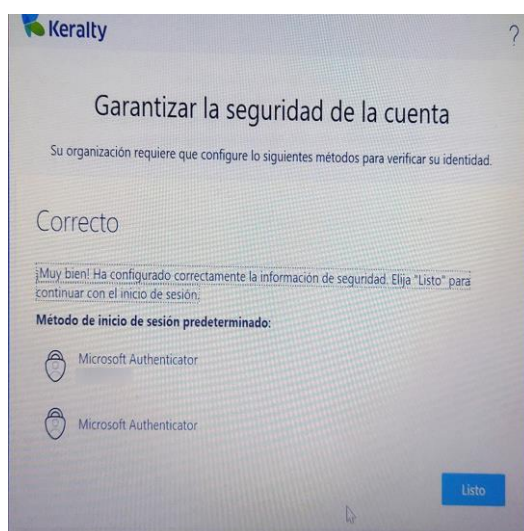 Keralty
?
Garantizar la seguridad de la cuenta
Su organización requiere que configure lo siguientes métodos para verificar su identidad.
Correcto
¡Muy bien! Ha configurado correctamente la información de seguridad. Elija "Listo" para
continuar con el inicio de sesión.
Método de inicio de sesión predeterminado:
Microsoft Authenticator
Microsoft Authenticator
Listo